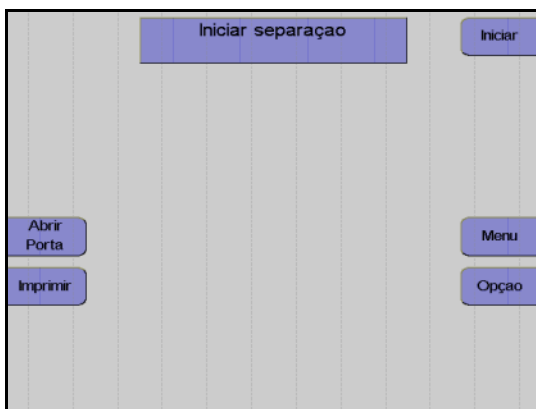 Iniciar separaçao
Iniciar
Abrir
Porta
Menu
Imprimir
Opçao